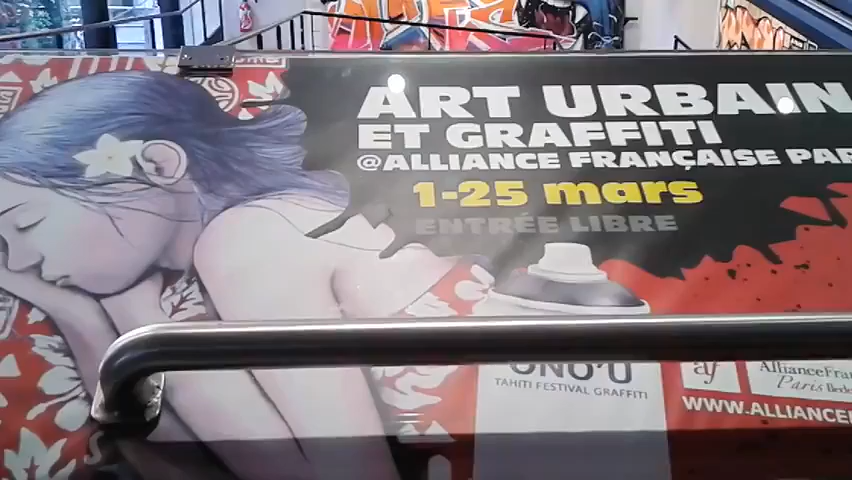 ART URBAIN
ET GRAFFITI
@ALLIANCE FRANÇAISE PAR
1-25 mars
ENTRÉE LIBRE
ONO'U
TAHITI FESTIVAL GRAFFITI
af
AllianceFran
Paris
WWW.ALLIANCE